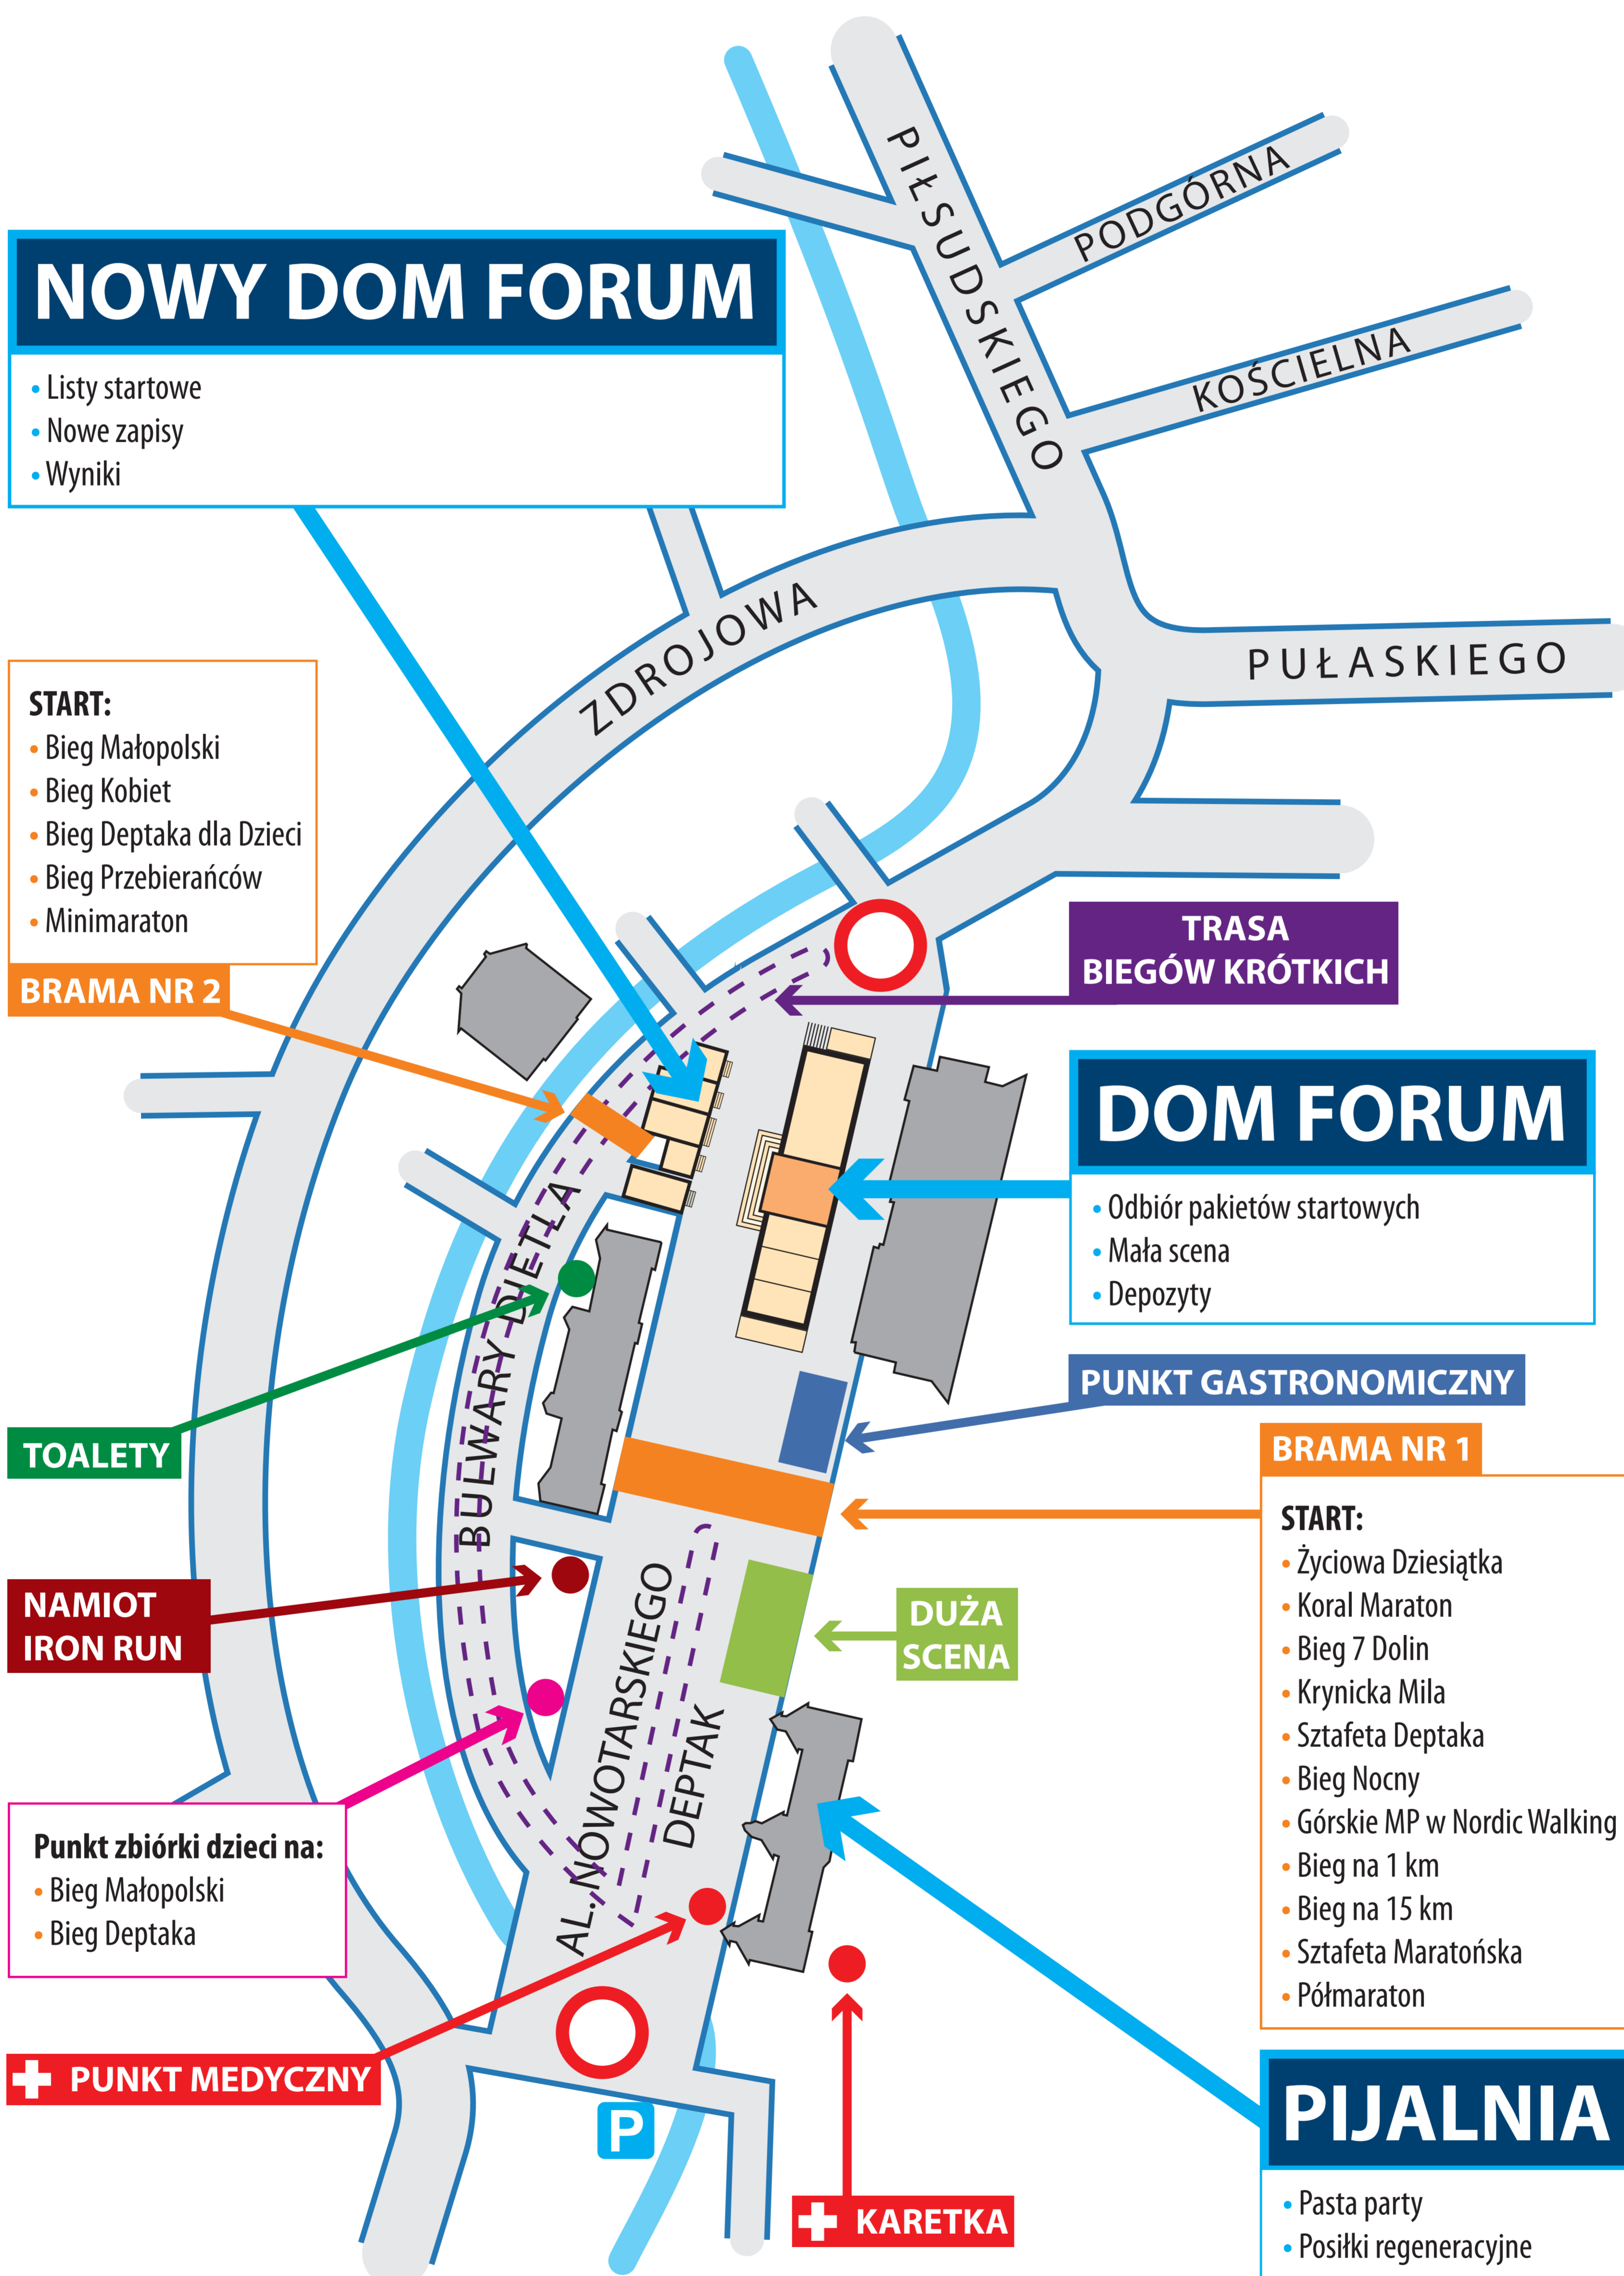 PIŁSUDSKIEGO
PODGÓRNA
KOŚCIELNA
NOWY DOM FORUM
• Listy startowe
• Nowe zapisy
• Wyniki
ZDROJOWA
PUŁASKIEGO
START:
• Bieg Małopolski
• Bieg Kobiet
• Bieg Deptaka dla Dzieci
• Bieg Przebierańców
• Minimaraton
BRAMA NR 2
TRASA
BIEGÓW KRÓTKICH
DOM FORUM
• Odbiór pakietów startowych
• Mała scena
• Depozyty
BULWARY DIETLA
PUNKT GASTRONOMICZNY
TOALETY
BRAMA NR 1
START:
• Życiowa Dziesiątka
• Koral Maraton
• Bieg 7 Dolin
• Krynicka Mila
• Sztafeta Deptaka
• Bieg Nocny
• Górskie MP w Nordic Walking
• Bieg na 1 km
• Bieg na 15 km
• Sztafeta Maratońska
• Półmaraton
NAMIOT
IRON RUN
DUŻA
SCENA
AL. NOWOTARSKIEGO
DEPTAK
Punkt zbiórki dzieci na:
• Bieg Małopolski
• Bieg Deptaka
PUNKT MEDYCZNY
P
KARETKA
PIJALNIA
• Pasta party
• Posiłki regeneracyjne